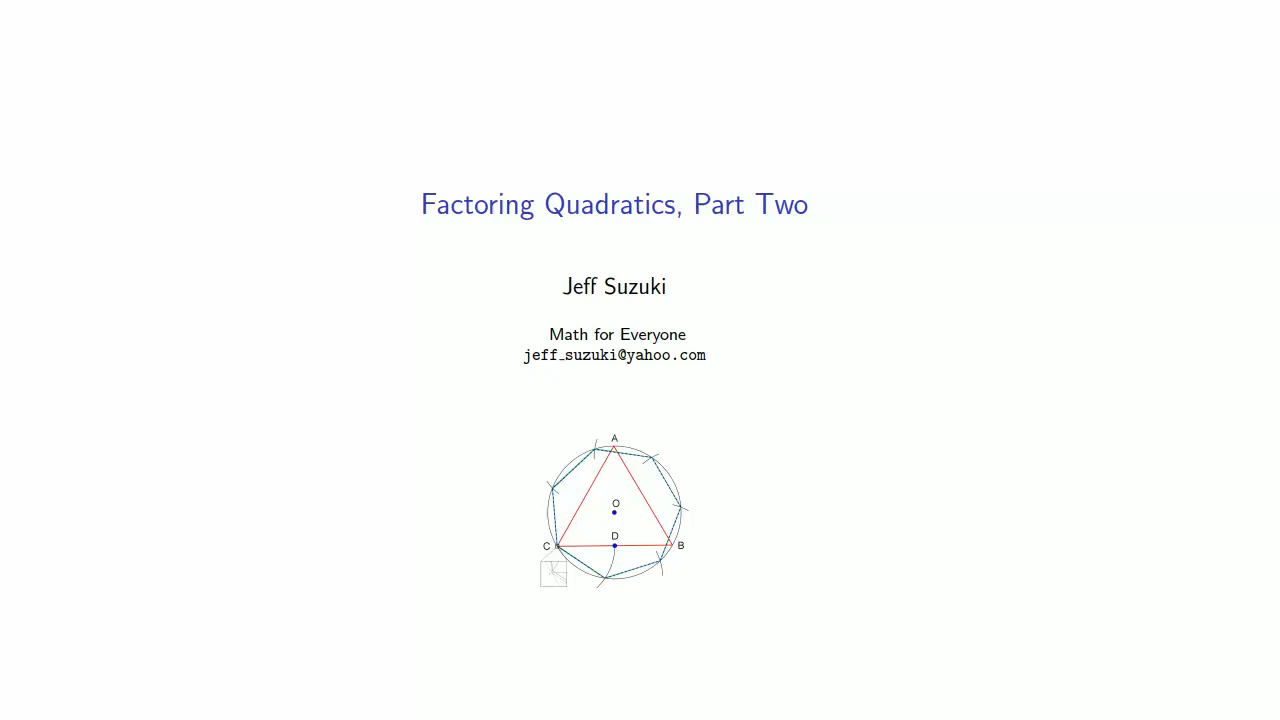 Factoring Quadratics, Part Two
Jeff Suzuki
Math for Everyone
jeff_suzuki@yahoo.com
A
O
D
C
B